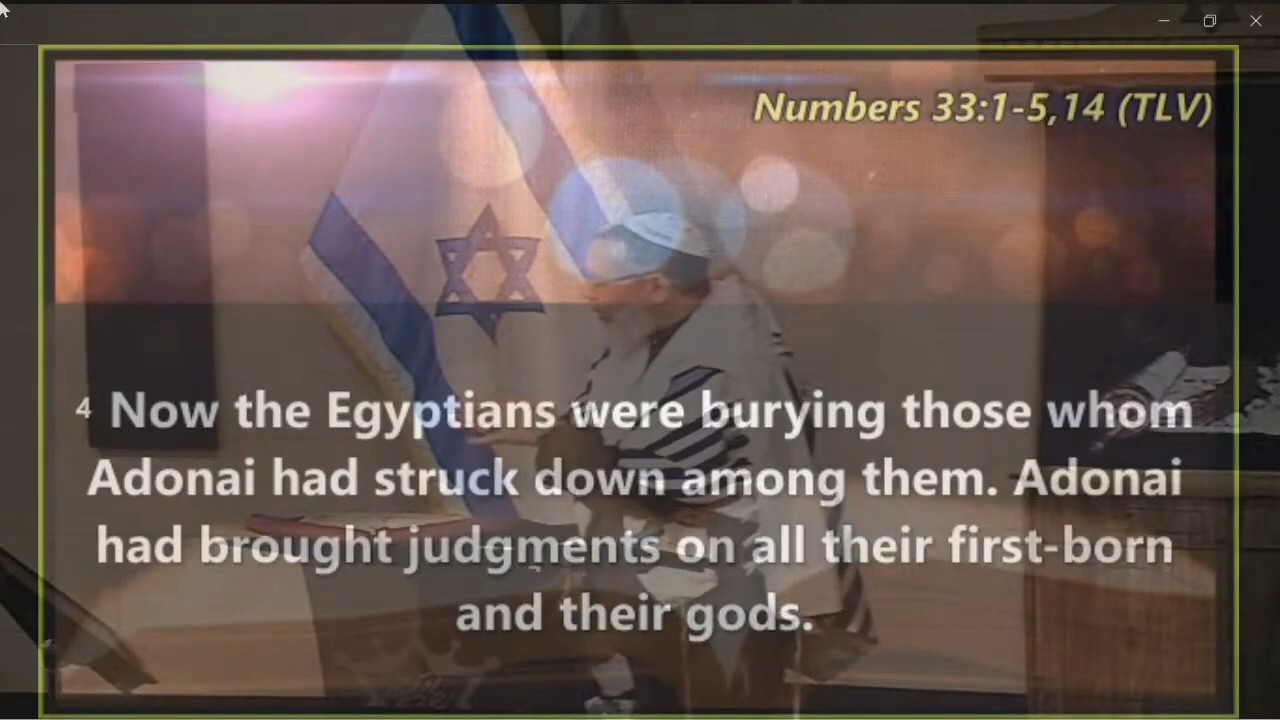 Numbers 33:1-5,14 (TLV)
4 Now the Egyptians were burying those whom
Adonai had struck down among them. Adonai
had brought judgments on all their first-born
and their gods.